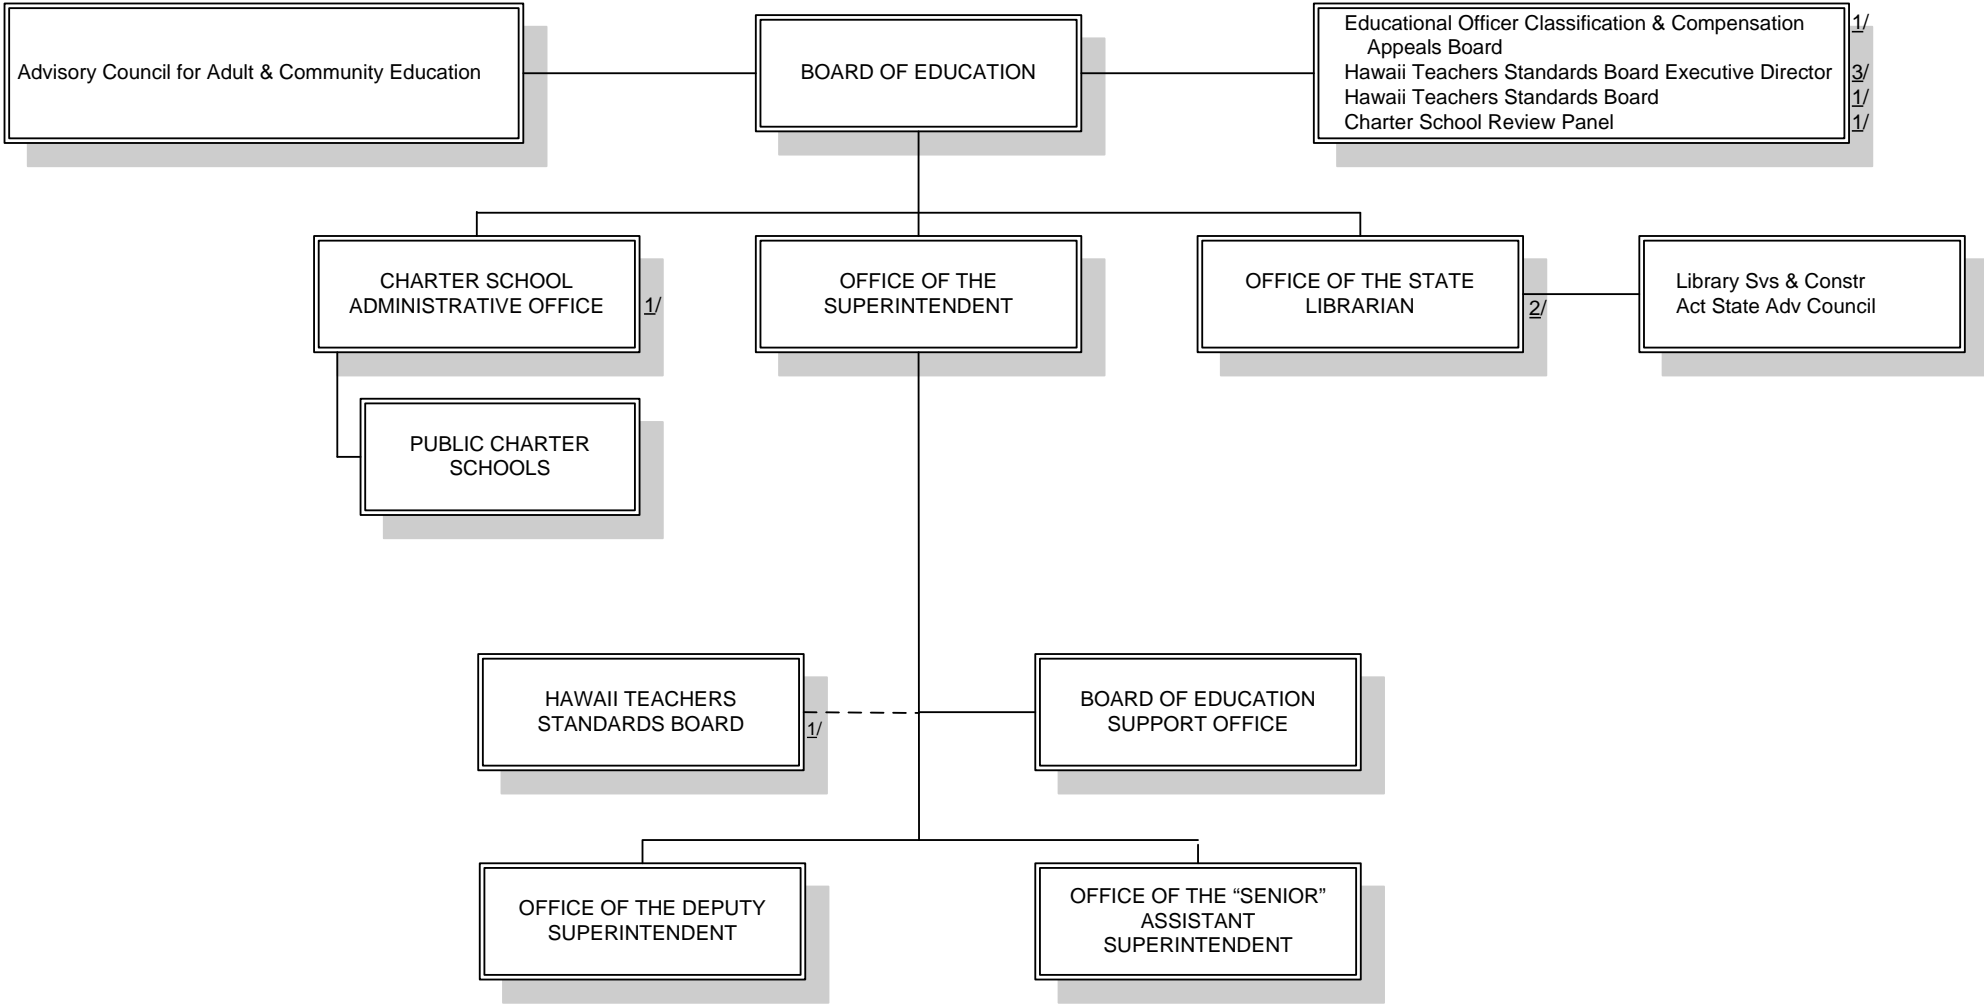 Advisory Council for Adult & Community Education
BOARD OF EDUCATION
Educational Officer Classification & Compensation 1/
Appeals Board
Hawaii Teachers Standards Board Executive Director 3/
Hawaii Teachers Standards Board 1/
Charter School Review Panel 1/
CHARTER SCHOOL
ADMINISTRATIVE OFFICE 1/
OFFICE OF THE
SUPERINTENDENT
OFFICE OF THE STATE
LIBRARIAN 2/
Library Svs & Constr
Act State Adv Council
PUBLIC CHARTER
SCHOOLS
HAWAII TEACHERS
STANDARDS BOARD 1/
BOARD OF EDUCATION
SUPPORT OFFICE
OFFICE OF THE DEPUTY
SUPERINTENDENT
OFFICE OF THE “SENIOR”
ASSISTANT
SUPERINTENDENT